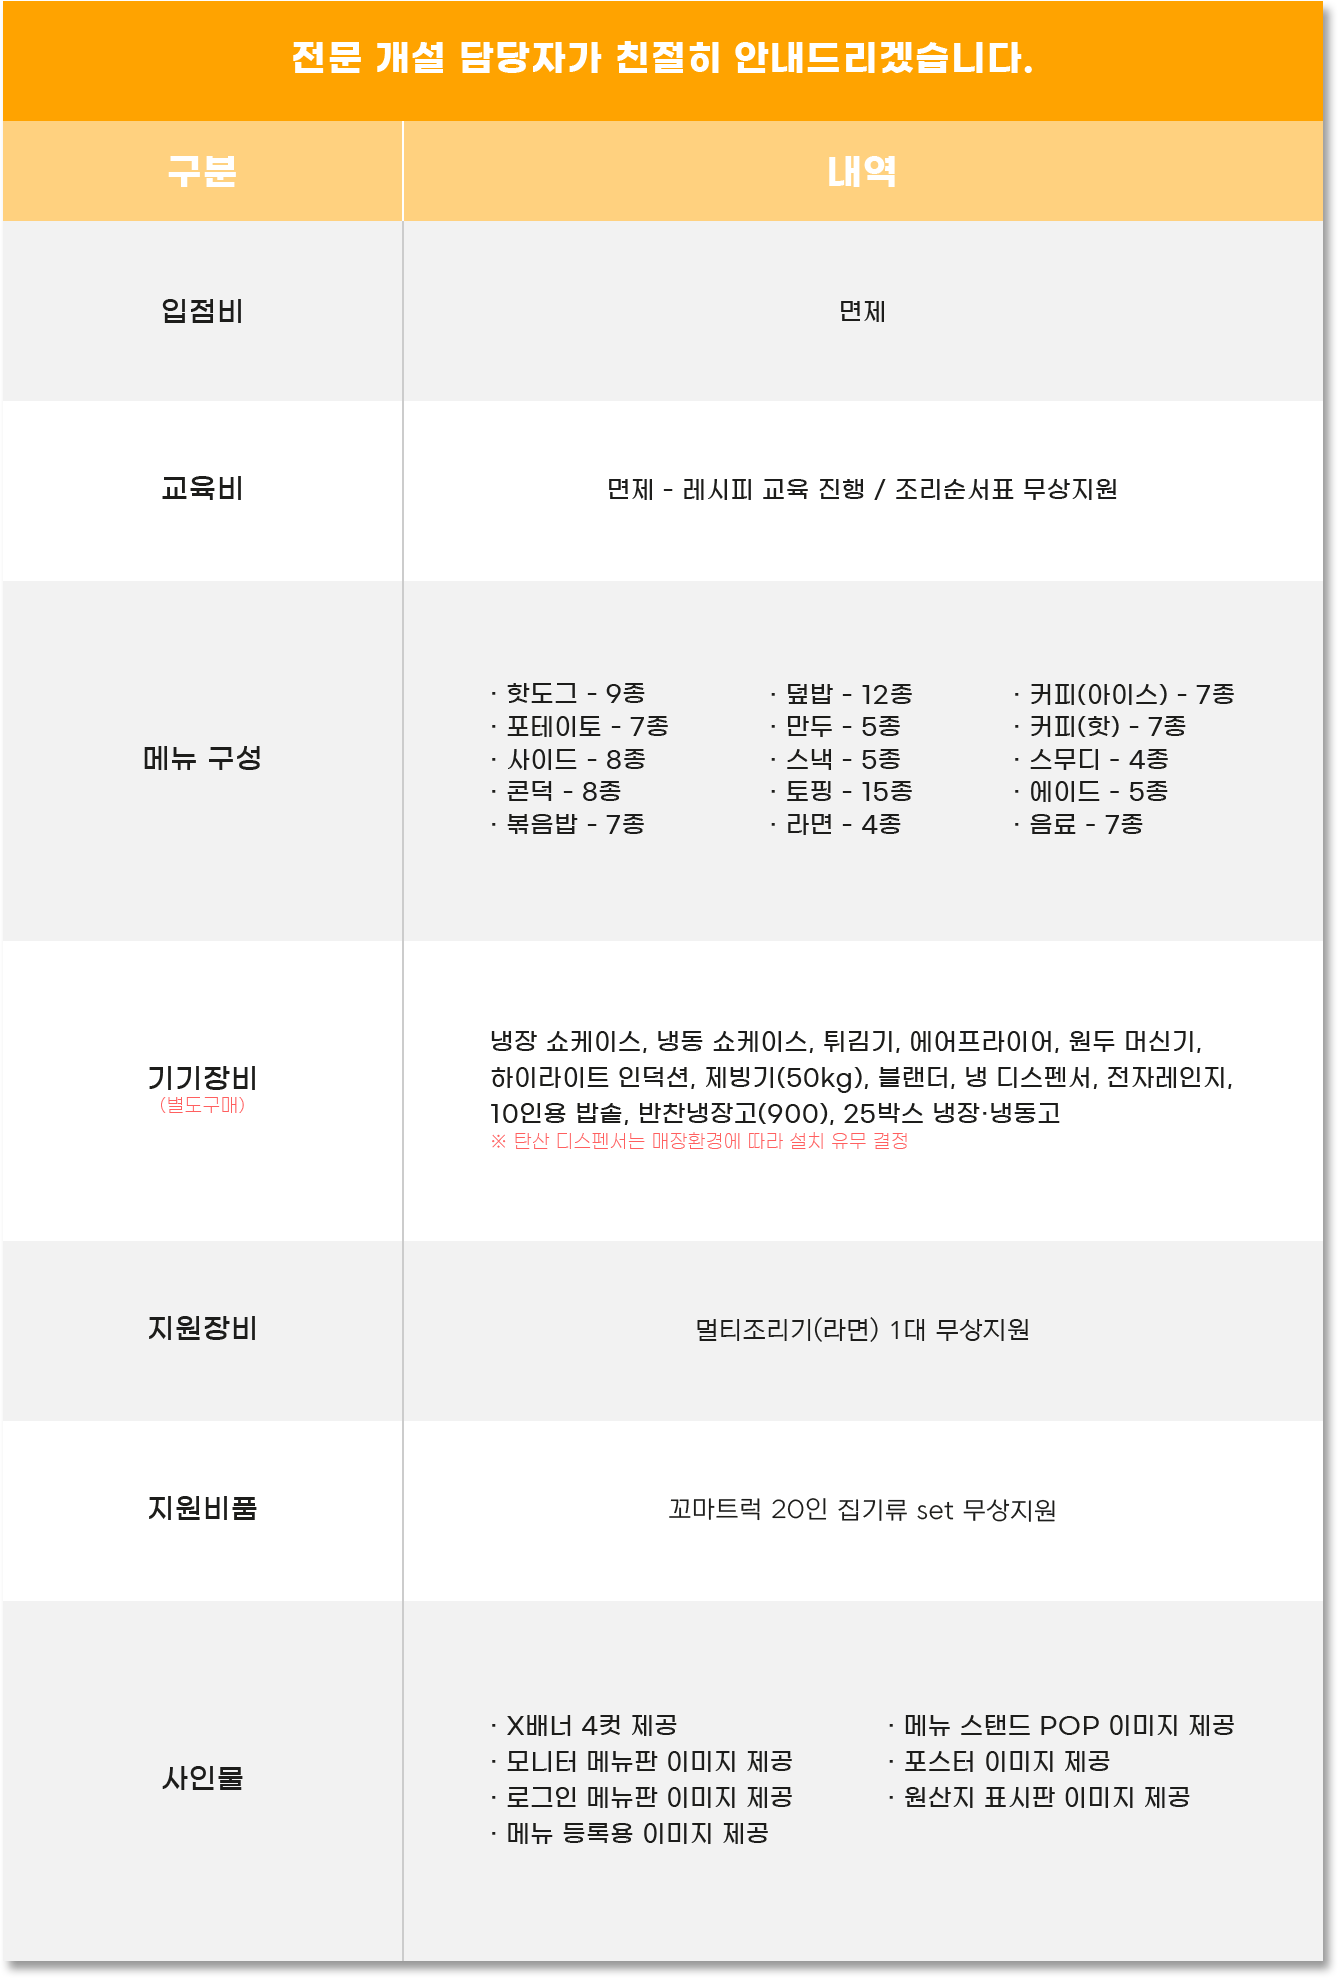 전문 개설 담당자가 친절히 안내드리겠습니다.
구분 내역
입점비 면제
교육비 면제 - 레시피 교육 진행 / 조리순서표 무상지원
메뉴 구성
· 핫도그 - 9종 · 덮밥 - 12종 · 커피(아이스) - 7종
· 포테이토 - 7종 · 만두 - 5종 · 커피(핫) - 7종
· 사이드 - 8종 · 스낵 - 5종 · 스무디 - 4종
· 콘덕 - 8종 · 토핑 - 15종 · 에이드 - 5종
· 볶음밥 - 7종 · 라면 - 4종 · 음료 - 7종
기기장비
(별도구매)
냉장 쇼케이스, 냉동 쇼케이스, 튀김기, 에어프라이어, 원두 머신기,
하이라이트 인덕션, 제빙기(50kg), 블랜더, 냉 디스펜서, 전자레인지,
10인용 밥솥, 반찬냉장고(900), 25박스 냉장·냉동고
※ 탄산 디스펜서는 매장환경에 따라 설치 유무 결정
지원장비 멀티조리기(라면) 1대 무상지원
지원비품 꼬마트럭 20인 집기류 set 무상지원
사인물
· X배너 4컷 제공 · 메뉴 스탠드 POP 이미지 제공
· 모니터 메뉴판 이미지 제공 · 포스터 이미지 제공
· 로그인 메뉴판 이미지 제공 · 원산지 표시판 이미지 제공
· 메뉴 등록용 이미지 제공